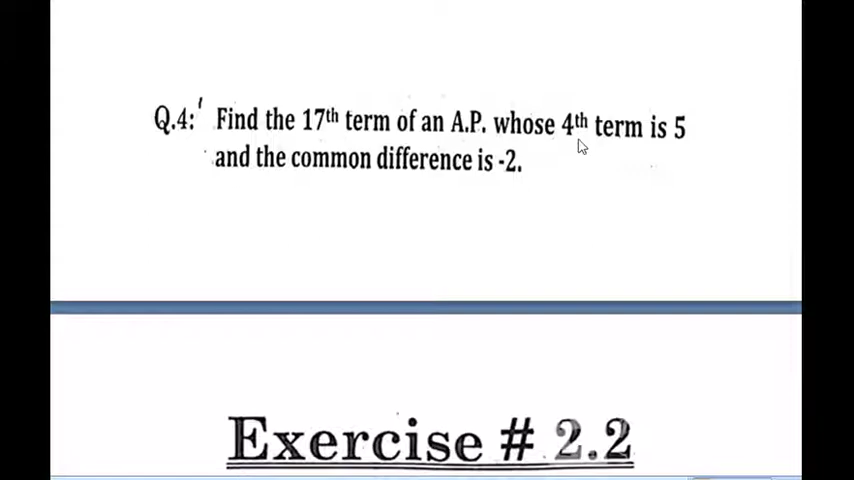 Q.4: Find the 17th term of an A.P. whose 4th term is 5
and the common difference is -2.
Exercise # 2.2